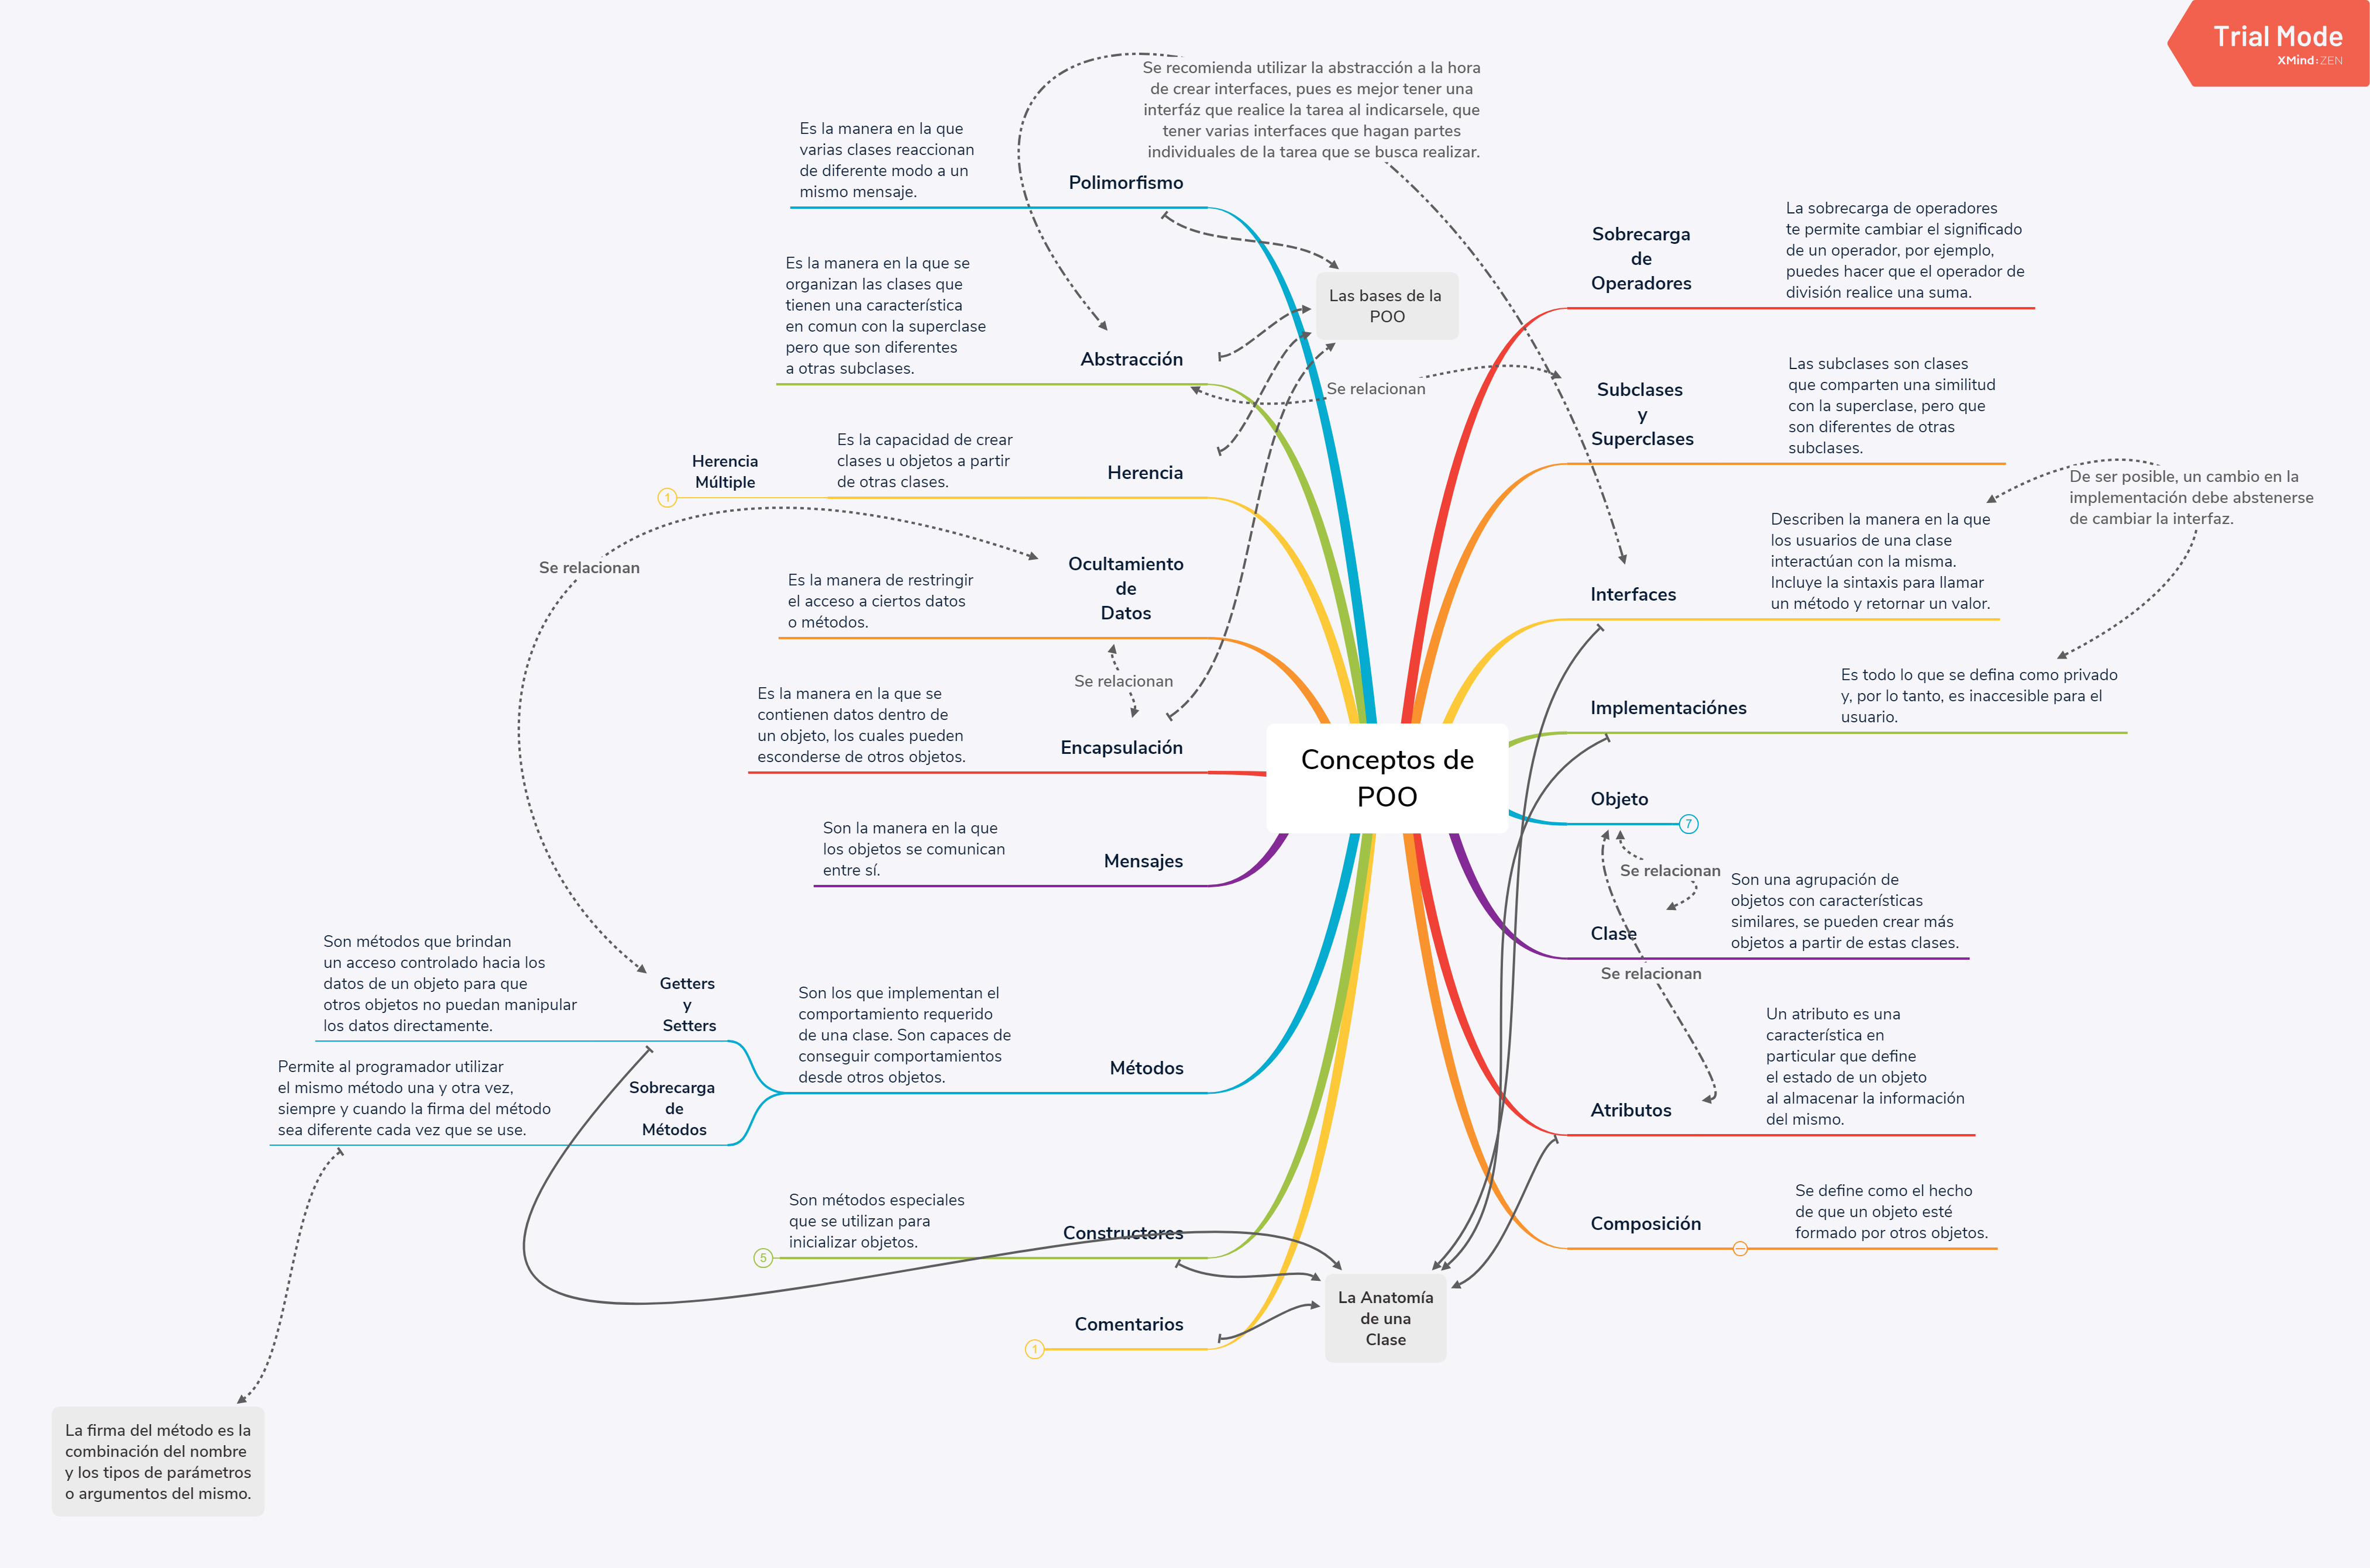 Trial Mode
XMind:ZEN
Se recomienda utilizar la abstracción a la hora
de crear interfaces, pues es mejor tener una
interfáz que realice la tarea al indicarsele, que
tener varias interfaces que hagan partes
individuales de la tarea que se busca realizar.
Es la manera en la que
varias clases reaccionan
de diferente modo a un
mismo mensaje.
Polimorfismo
Es la manera en la que se
organizan las clases que
tienen una característica
en comun con la superclase
pero que son diferentes
a otras subclases.
Abstracción
Las bases de la
POO
Se relacionan
Herencia
Múltiple
1
Es la capacidad de crear
clases u objetos a partir
de otras clases.
Herencia
Se relacionan
Es la manera de restringir
el acceso a ciertos datos
o métodos.
Ocultamiento
de
Datos
Se relacionan
Es la manera en la que se
contienen datos dentro de
un objeto, los cuales pueden
esconderse de otros objetos.
Encapsulación
Conceptos de
POO
Son la manera en la que
los objetos se comunican
entre sí.
Mensajes
Son métodos que brindan
un acceso controlado hacia los
datos de un objeto para que
otros objetos no puedan manipular
los datos directamente.
Getters
y
Setters
Permite al programador utilizar
el mismo método una y otra vez,
siempre y cuando la firma del método
sea diferente cada vez que se use.
Sobrecarga
de
Métodos
Son los que implementan el
comportamiento requerido
de una clase. Son capaces de
conseguir comportamientos
desde otros objetos.
Métodos
5
Son métodos especiales
que se utilizan para
inicializar objetos.
Constructores
1
Comentarios
La Anatomía
de una
Clase
La firma del método es la
combinación del nombre
y los tipos de parámetros
o argumentos del mismo.
Sobrecarga
de
Operadores
La sobrecarga de operadores
te permite cambiar el significado
de un operador, por ejemplo,
puedes hacer que el operador de
división realice una suma.
Subclases
y
Superclases
Las subclases son clases
que comparten una similitud
con la superclase, pero que
son diferentes de otras
subclases.
De ser posible, un cambio en la
implementación debe abstenerse
de cambiar la interfaz.
Interfaces
Describen la manera en la que
los usuarios de una clase
interactúan con la misma.
Incluye la sintaxis para llamar
un método y retornar un valor.
Implementaciónes
Es todo lo que se defina como privado
y, por lo tanto, es inaccesible para el
usuario.
Objeto
7
Se relacionan
Clase
Son una agrupación de
objetos con características
similares, se pueden crear más
objetos a partir de estas clases.
Se relacionan
Atributos
Un atributo es una
característica en
particular que define
el estado de un objeto
al almacenar la información
del mismo.
Composición
Se define como el hecho
de que un objeto esté
formado por otros objetos.